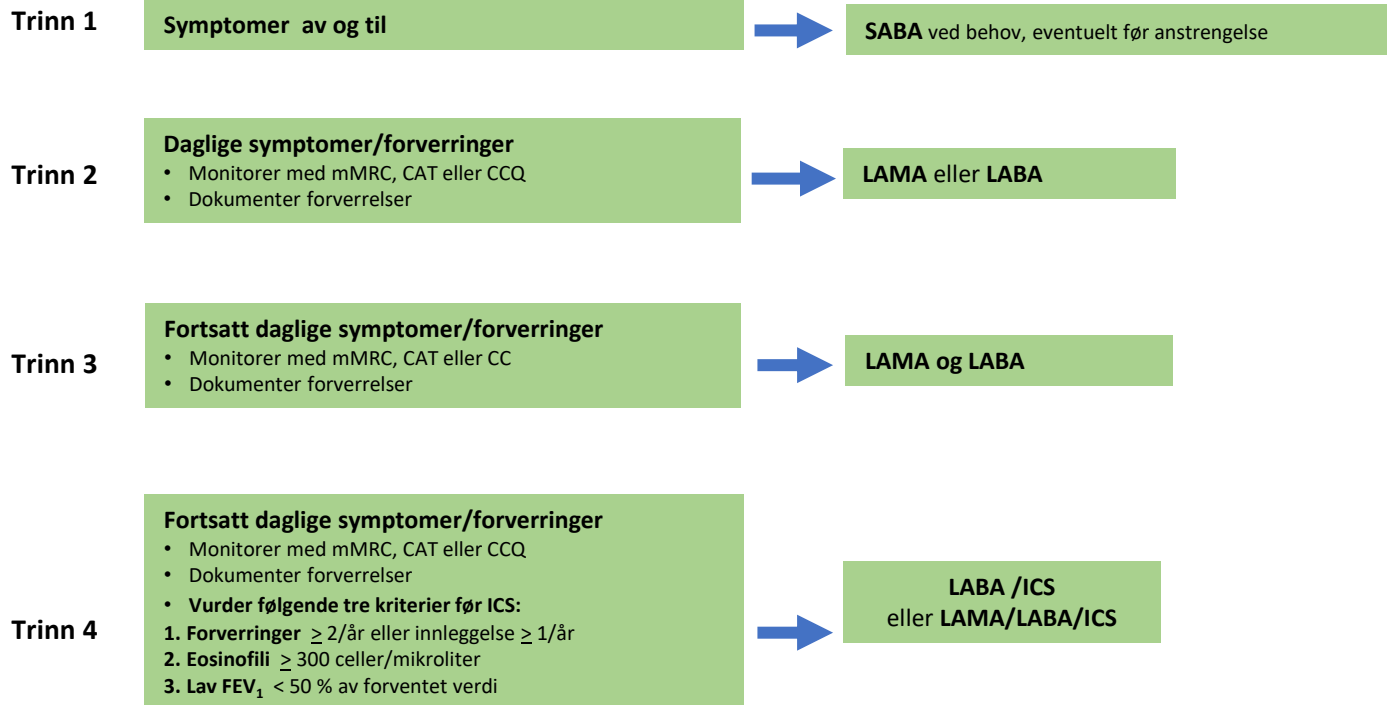 Trinn 1
Symptomer av og til
SABA ved behov, eventuelt før anstrengelse
Trinn 2
Daglige symptomer/forverringer
• Monitorer med mMRC, CAT eller CCQ
• Dokumenter forverrelser
LAMA eller LABA
Trinn 3
Fortsatt daglige symptomer/forverringer
• Monitorer med mMRC, CAT eller CC
• Dokumenter forverrelser
LAMA og LABA
Trinn 4
Fortsatt daglige symptomer/forverringer
• Monitorer med mMRC, CAT eller CCQ
• Dokumenter forverrelser
• Vurder følgende tre kriterier før ICS:
1. Forverringer ≥ 2/år eller innleggelse ≥ 1/år
2. Eosinofili ≥ 300 celler/mikroliter
3. Lav FEV₁ < 50 % av forventet verdi
LABA /ICS
eller LAMA/LABA/ICS